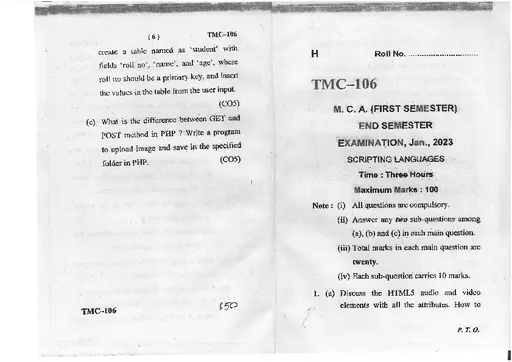 ( 6 ) TMC-106
create a table named as 'student' with
fields 'roll no', 'name', and 'age', where
roll no should be a primary key, and insert
the values in the table from the user input.
(CO5)
(c) What is the difference between GET and
POST method in PHP ? Write a program
to upload image and save in the specified
folder in PHP. (CO5)
TMC-106 650
H Roll No. ..............................
TMC-106
M. C. A. (FIRST SEMESTER)
END SEMESTER
EXAMINATION, Jan., 2023
SCRIPTING LANGUAGES
Time : Three Hours
Maximum Marks : 100
Note : (i) All questions are compulsory.
(ii) Answer any two sub-questions among
(a), (b) and (c) in each main question.
(iii) Total marks in each main question are
twenty.
(iv) Each sub-question carries 10 marks.
1. (a) Discuss the HTML5 audio and video
elements with all the attributes. How to
P. T. O.